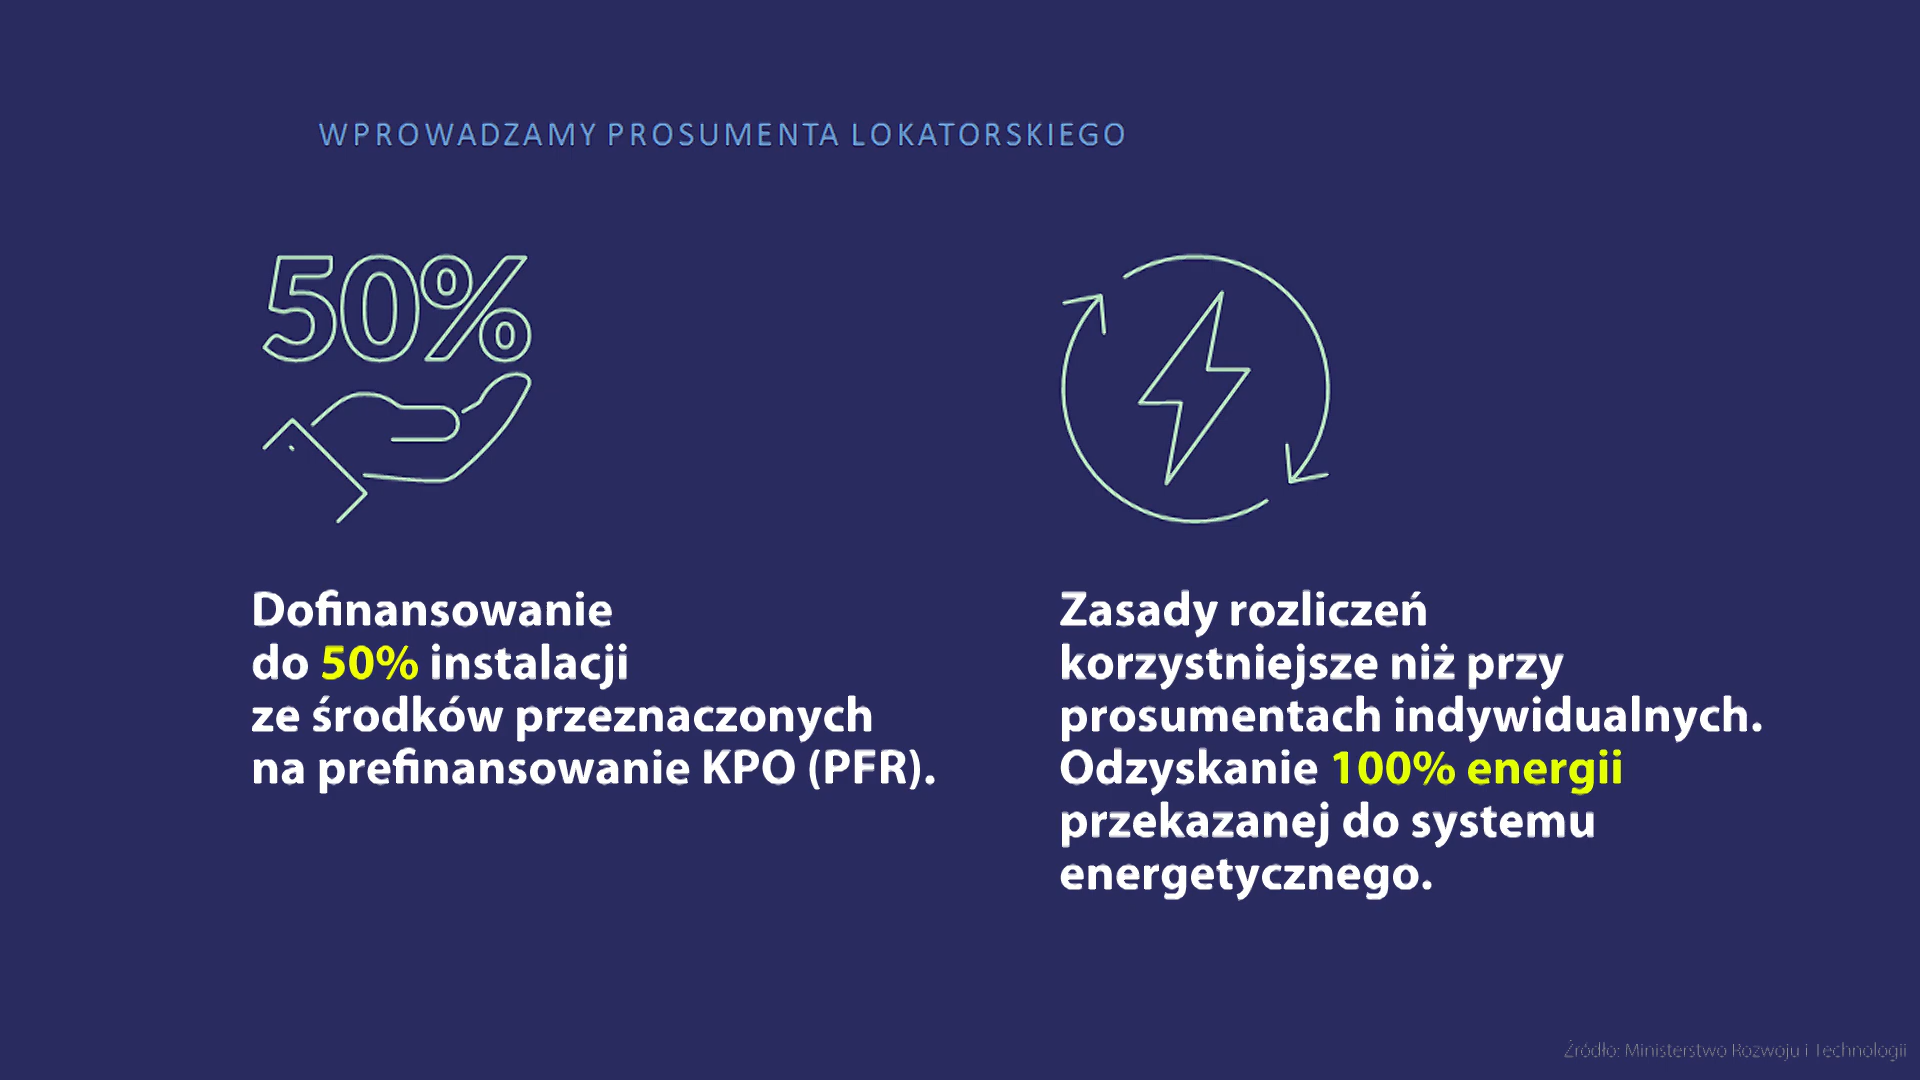 WPROWADZAMY PROSUMENTA LOKATORSKIEGO
50%
Dofinansowanie
do 50% instalacji
ze środków przeznaczonych
na prefinansowanie KPO (PFR).
Zasady rozliczeń
korzystniejsze niż przy
prosumentach indywidualnych.
Odzyskanie 100% energii
przekazanej do systemu
energetycznego.
Źródło: Ministerstwo Rozwoju i Technologii